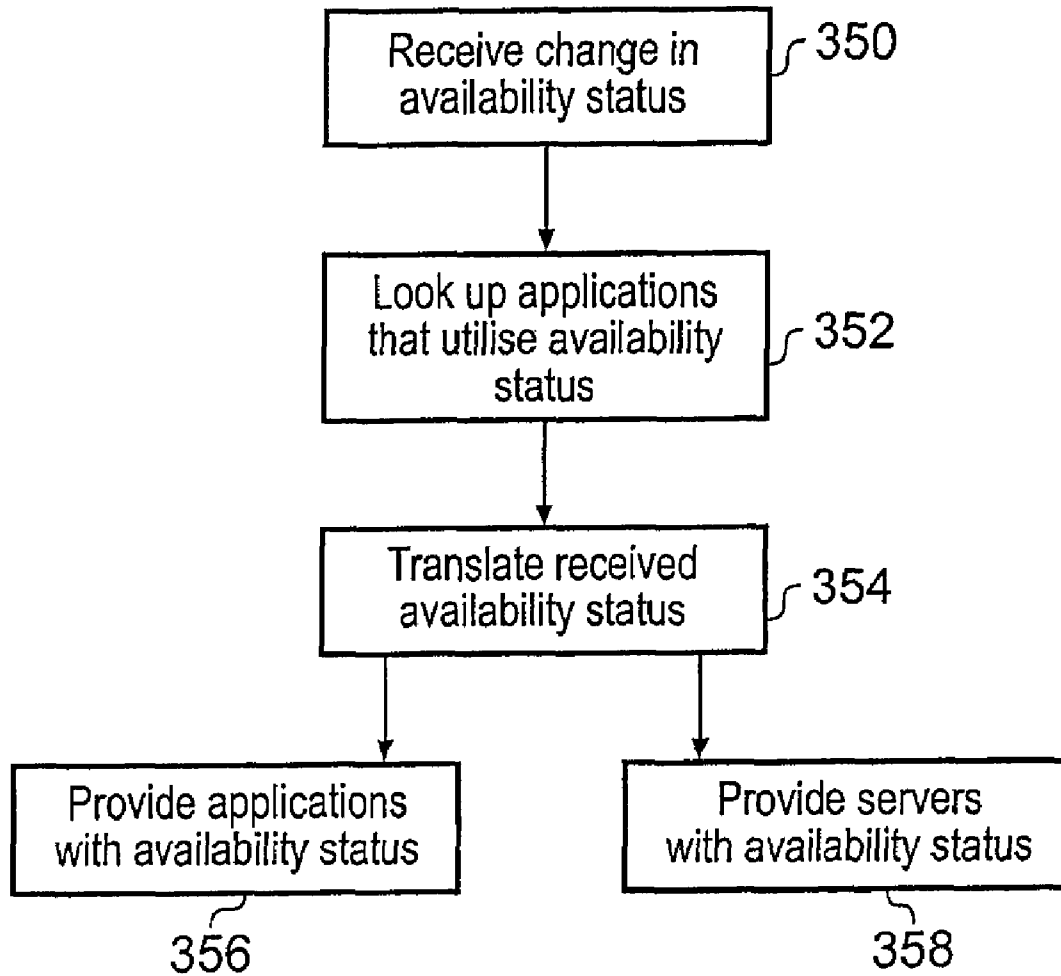 Receive change in
availability status
350
Look up applications
that utilise availability
status
352
Translate received
availability status
354
Provide applications
with availability status
356
Provide servers
with availability status
358